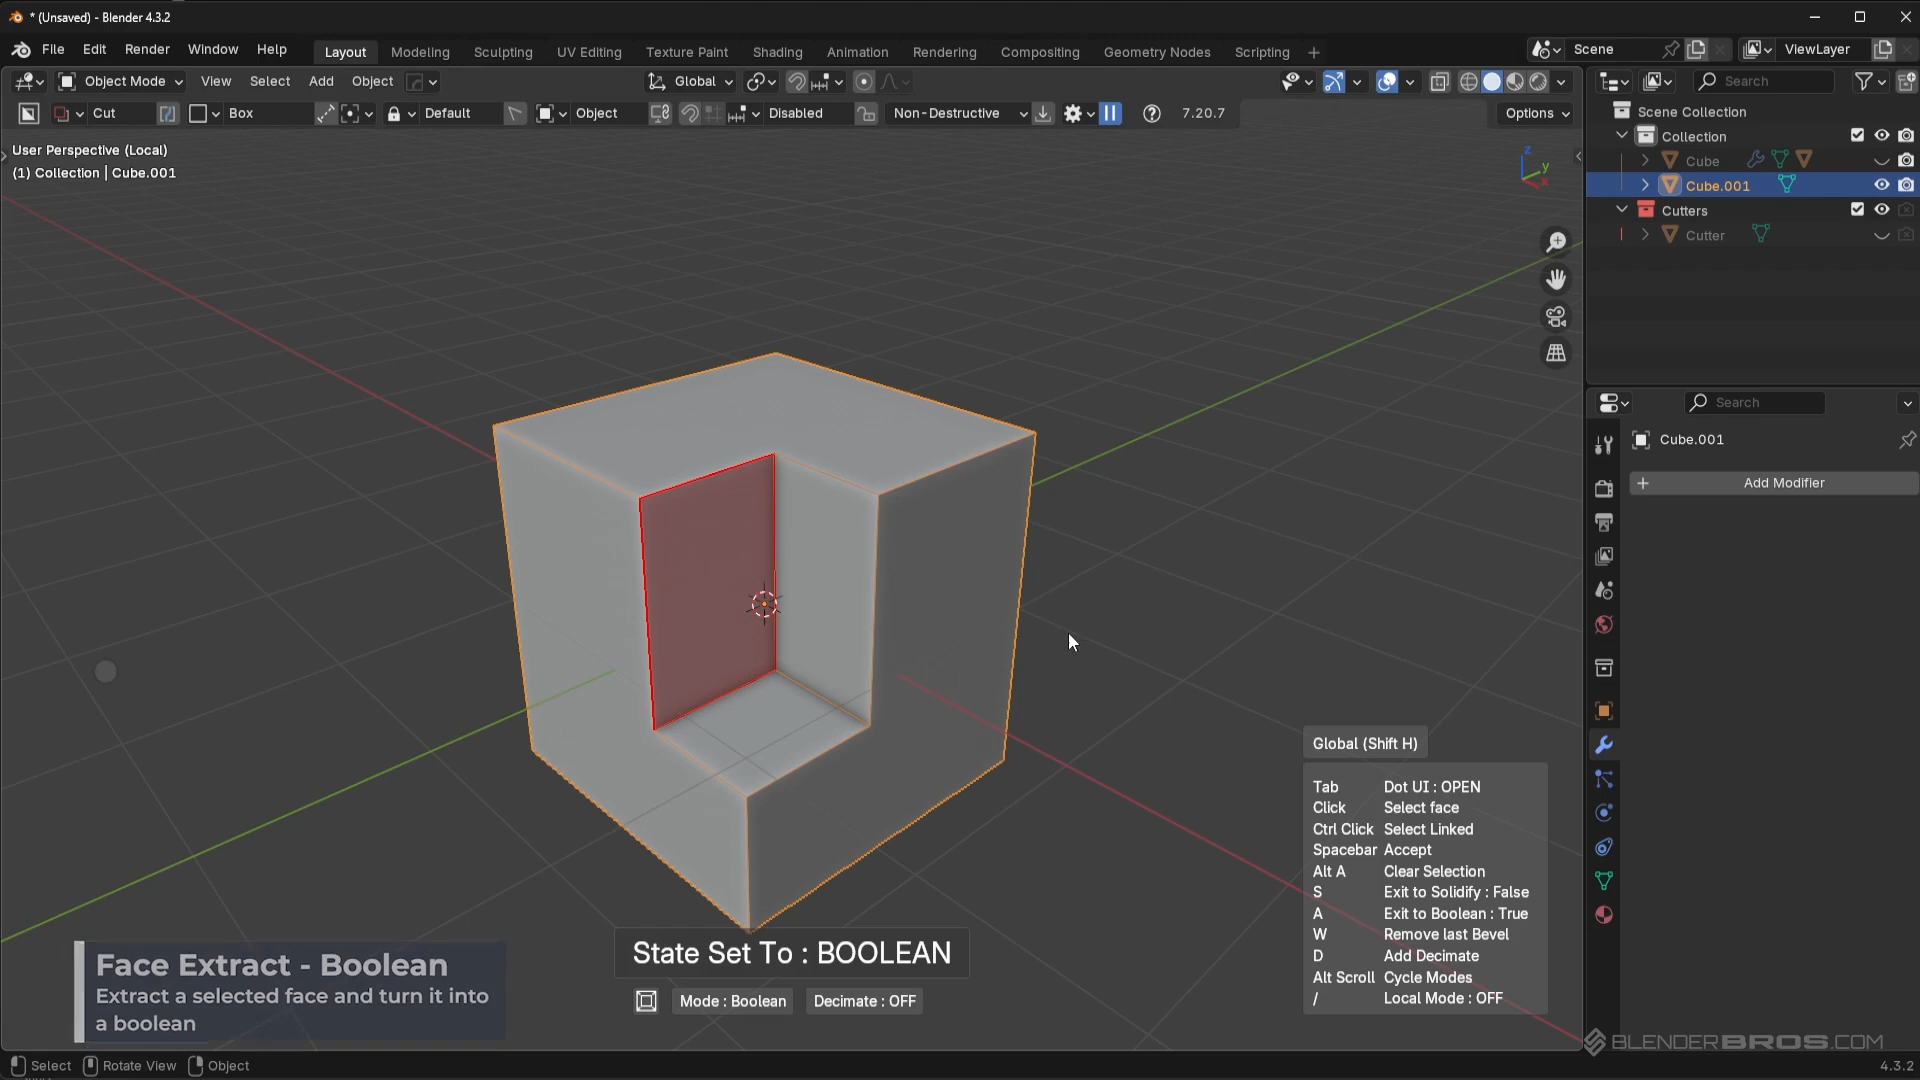 * (Unsaved) - Blender 4.3.2
File Edit Render Window Help Layout Modeling Sculpting UV Editing Texture Paint Shading Animation Rendering Compositing Geometry Nodes Scripting + Scene ViewLayer
Object Mode View Select Add Object Global Search
Cut Box Default Object Disabled Non-Destructive 7.20.7 Options
User Perspective (Local)
(1) Collection | Cube.001
Z
Y
X
Scene Collection
Collection
Cube
Cube.001
Cutters
Cutter
Search
Cube.001
+ Add Modifier
Global (Shift H)
Tab Dot UI : OPEN
Click Select face
Ctrl Click Select Linked
Spacebar Accept
Alt A Clear Selection
S Exit to Solidify : False
A Exit to Boolean : True
W Remove last Bevel
D Add Decimate
Alt Scroll Cycle Modes
/ Local Mode : OFF
State Set To : BOOLEAN
Mode : Boolean Decimate : OFF
Face Extract - Boolean
Extract a selected face and turn it into
a boolean
BLENDERBROS.COM
Select Rotate View Object 4.3.2